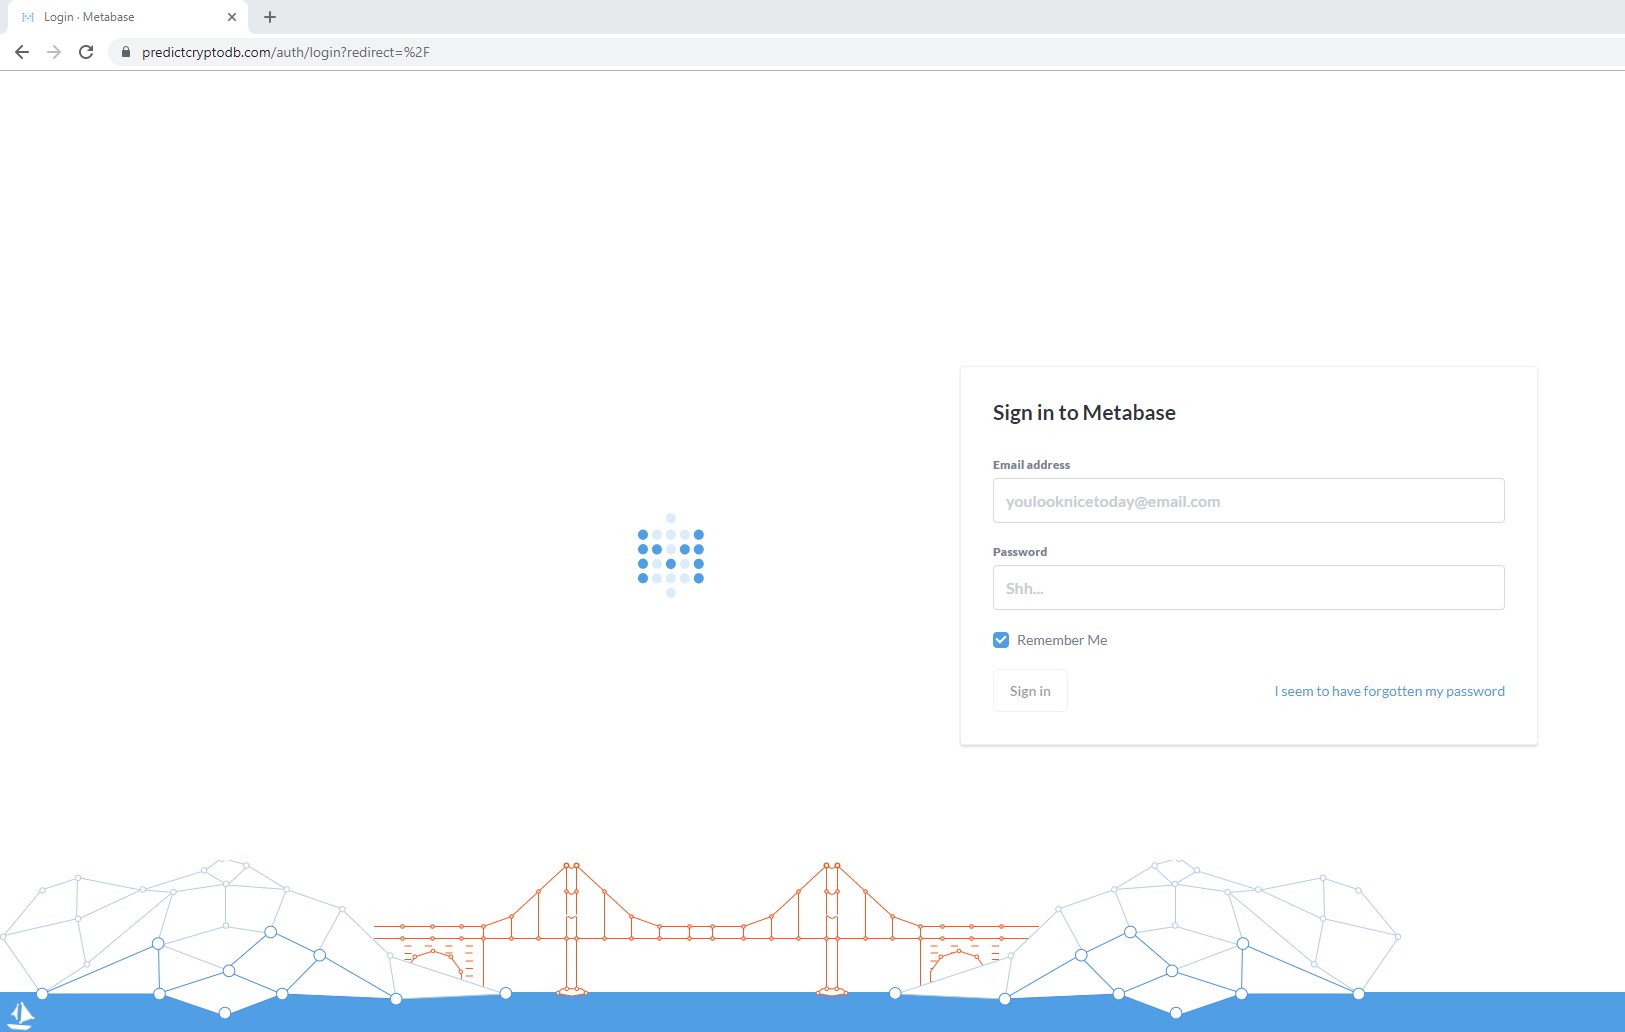 Login · Metabase
predictcryptodb.com/auth/login?redirect=%2F
Sign in to Metabase
Email address
youlooknicetoday@email.com
Password
Shh...
Remember Me
Sign in
I seem to have forgotten my password